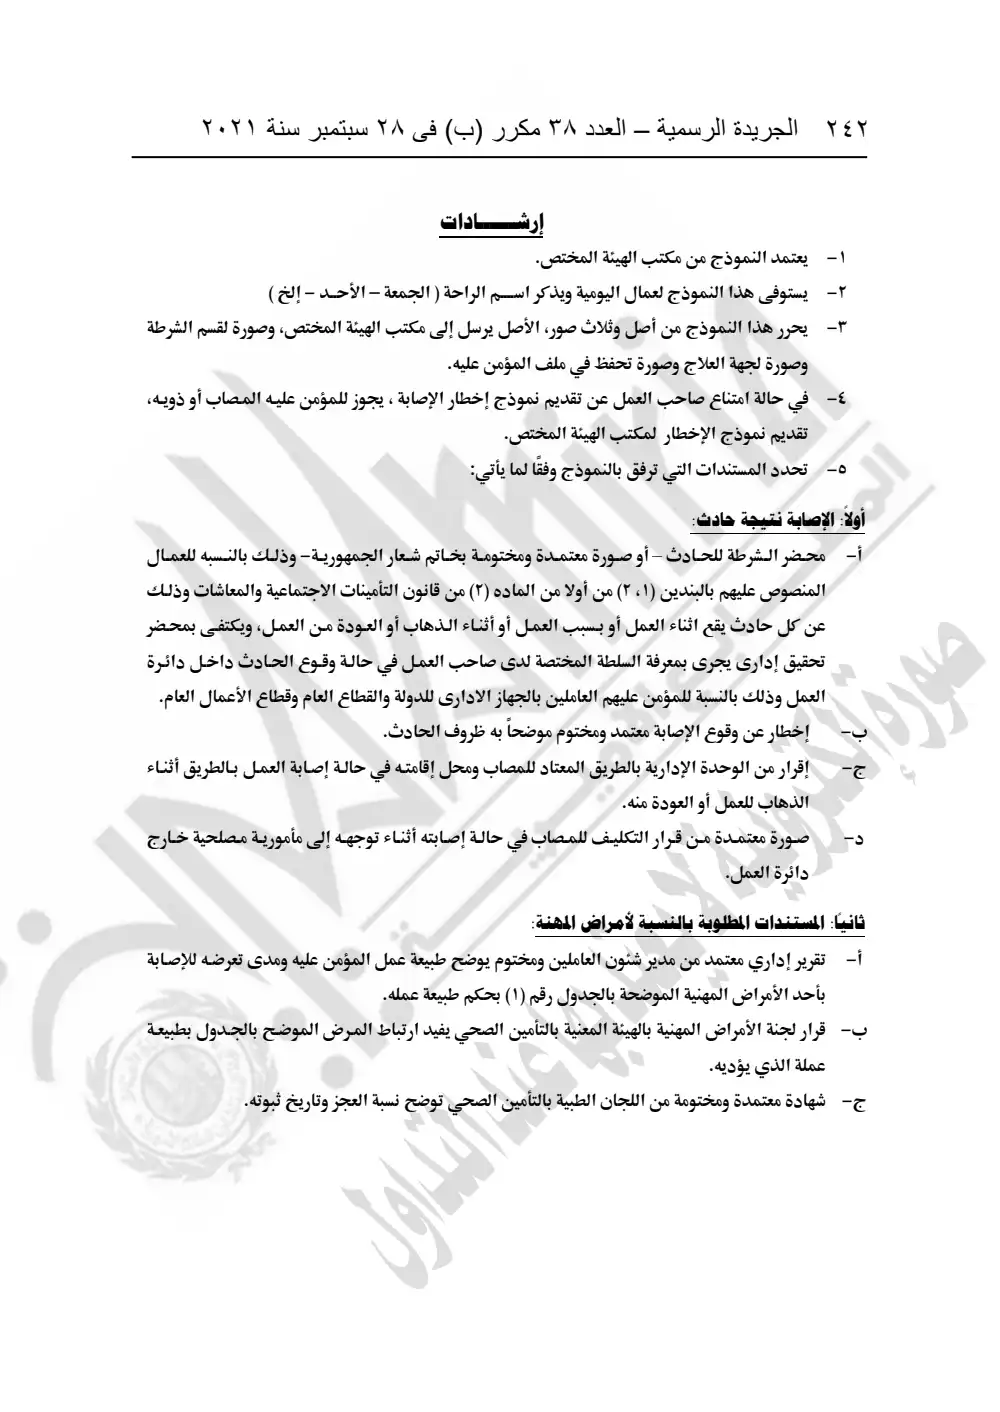 ٢٤٢ الجريدة الرسمية – العدد ٣٨ مكرر (ب) فى ٢٨ سبتمبر سنة ٢٠٢١
إرشـــــادات
١- يعتمد النموذج من مكتب الهيئة المختص.
٢- يستوفى هذا النموذج لعمال اليومية ويذكر اسـم الراحة ( الجمعة – الأحـد – إلخ )
٣- يحرر هذا النموذج من أصل وثلاث صور، الأصل يرسل إلى مكتب الهيئة المختص، وصورة لقسم الشرطة
وصورة لجهة العلاج وصورة تحفظ في ملف المؤمن عليه.
٤- في حالة امتناع صاحب العمل عن تقديم نموذج إخطار الإصابة ، يجوز للمؤمن عليه المصاب أو ذويه،
تقديم نموذج الإخطار لمكتب الهيئة المختص.
٥- تحدد المستندات التي ترفق بالنموذج وفقًا لما يأتي:
أولاً: الإصابة نتيجة حادث:
أ- محضر الشرطة للحادث – أو صورة معتمدة ومختومة بخاتم شعار الجمهورية- وذلك بالنسبه للعمال
المنصوص عليهم بالبندين (١، ٢) من أولا من الماده (٢) من قانون التأمينات الاجتماعية والمعاشات وذلك
عن كل حادث يقع اثناء العمل أو بسبب العمل أو أثناء الذهاب أو العودة من العمل، ويكتفى بمحضر
تحقيق إدارى يجرى بمعرفة السلطة المختصة لدى صاحب العمل في حالة وقوع الحادث داخل دائرة
العمل وذلك بالنسبة للمؤمن عليهم العاملين بالجهاز الادارى للدولة والقطاع العام وقطاع الأعمال العام.
ب- إخطار عن وقوع الإصابة معتمد ومختوم موضحاً به ظروف الحادث.
ج- إقرار من الوحدة الإدارية بالطريق المعتاد للمصاب ومحل إقامته في حالة إصابة العمل بالطريق أثناء
الذهاب للعمل أو العودة منه.
د- صورة معتمدة من قرار التكليف للمصاب في حالة إصابته أثناء توجهه إلى مأمورية مصلحية خارج
دائرة العمل.
ثانيًا: المستندات المطلوبة بالنسبة لأمراض المهنة:
أ- تقرير إداري معتمد من مدير شئون العاملين ومختوم يوضح طبيعة عمل المؤمن عليه ومدى تعرضه للإصابة
بأحد الأمراض المهنية الموضحة بالجدول رقم (١) بحكم طبيعة عمله.
ب- قرار لجنة الأمراض المهنية بالهيئة المعنية بالتأمين الصحي يفيد ارتباط المرض الموضح بالجدول بطبيعة
عملة الذي يؤديه.
ج- شهادة معتمدة ومختومة من اللجان الطبية بالتأمين الصحي توضح نسبة العجز وتاريخ ثبوته.
صورة إلكترونية لا يعتد بها عند التداول